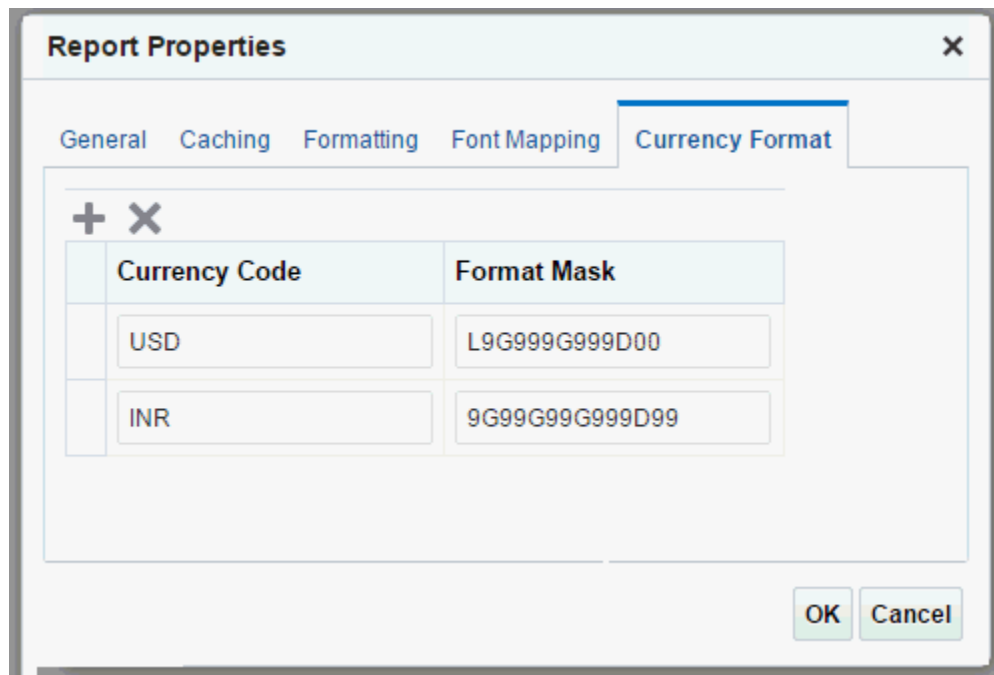 Report Properties
General Caching Formatting Font Mapping Currency Format
Currency Code Format Mask
USD L9G999G999D00
INR 9G99G99G999D99
OK Cancel